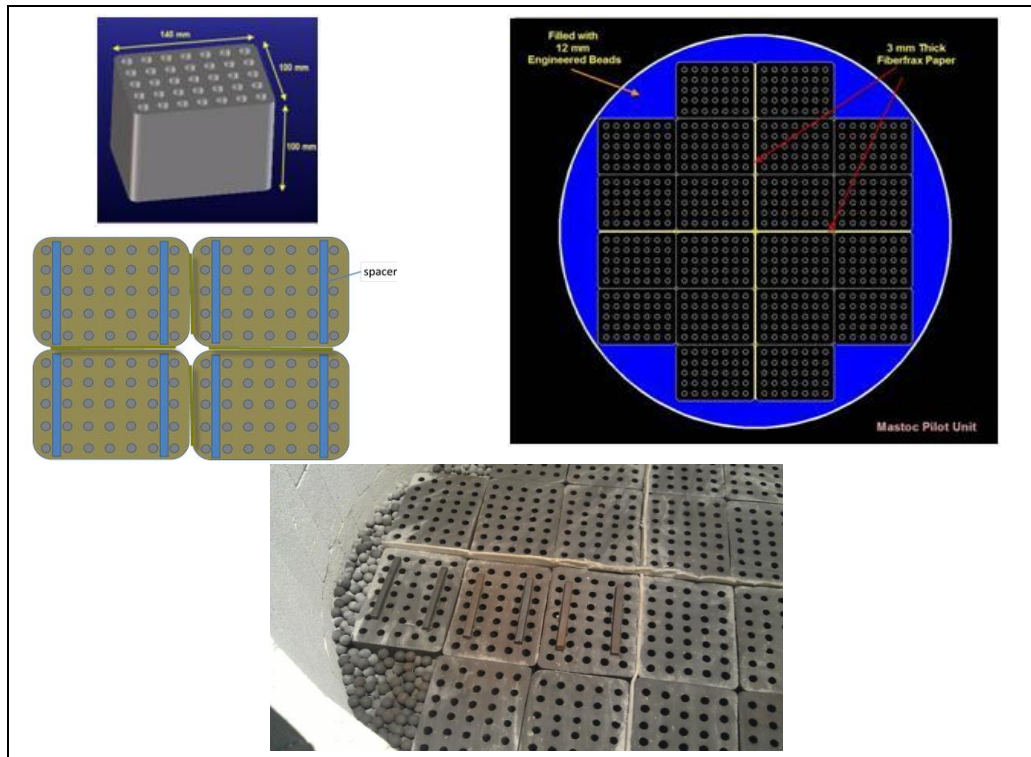 140 mm
100 mm
100 mm
spacer
Filled with
12 mm
Engineered Beads
3 mm Thick
Fiberfrax Paper
Mastoc Pilot Unit